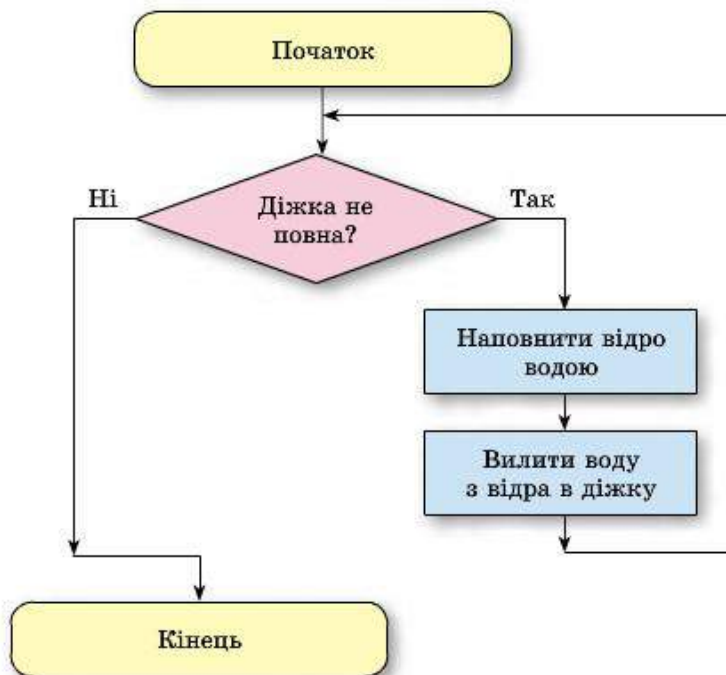 Початок
Ні
Діжка не
повна?
Так
Наповнити відро
водою
Вилити воду
з відра в діжку
Кінець